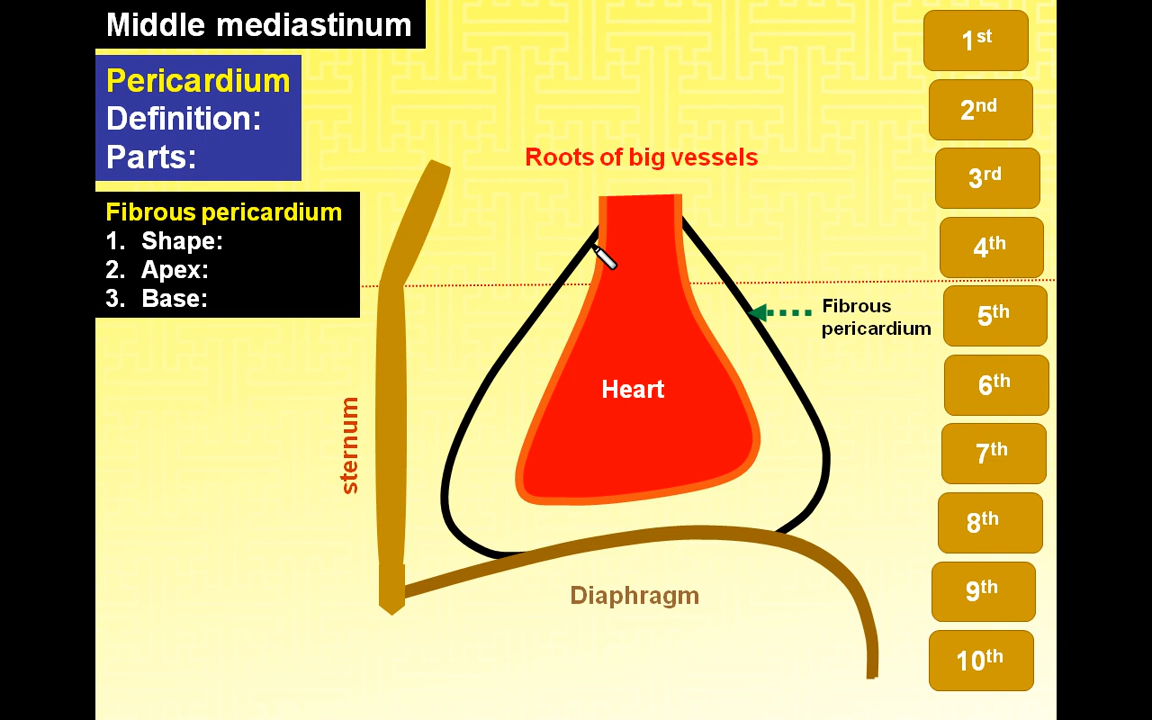 Middle mediastinum
Pericardium
Definition:
Parts:
Fibrous pericardium
1. Shape:
2. Apex:
3. Base:
Roots of big vessels
Heart
Fibrous
pericardium
sternum
Diaphragm
1st
2nd
3rd
4th
5th
6th
7th
8th
9th
10th